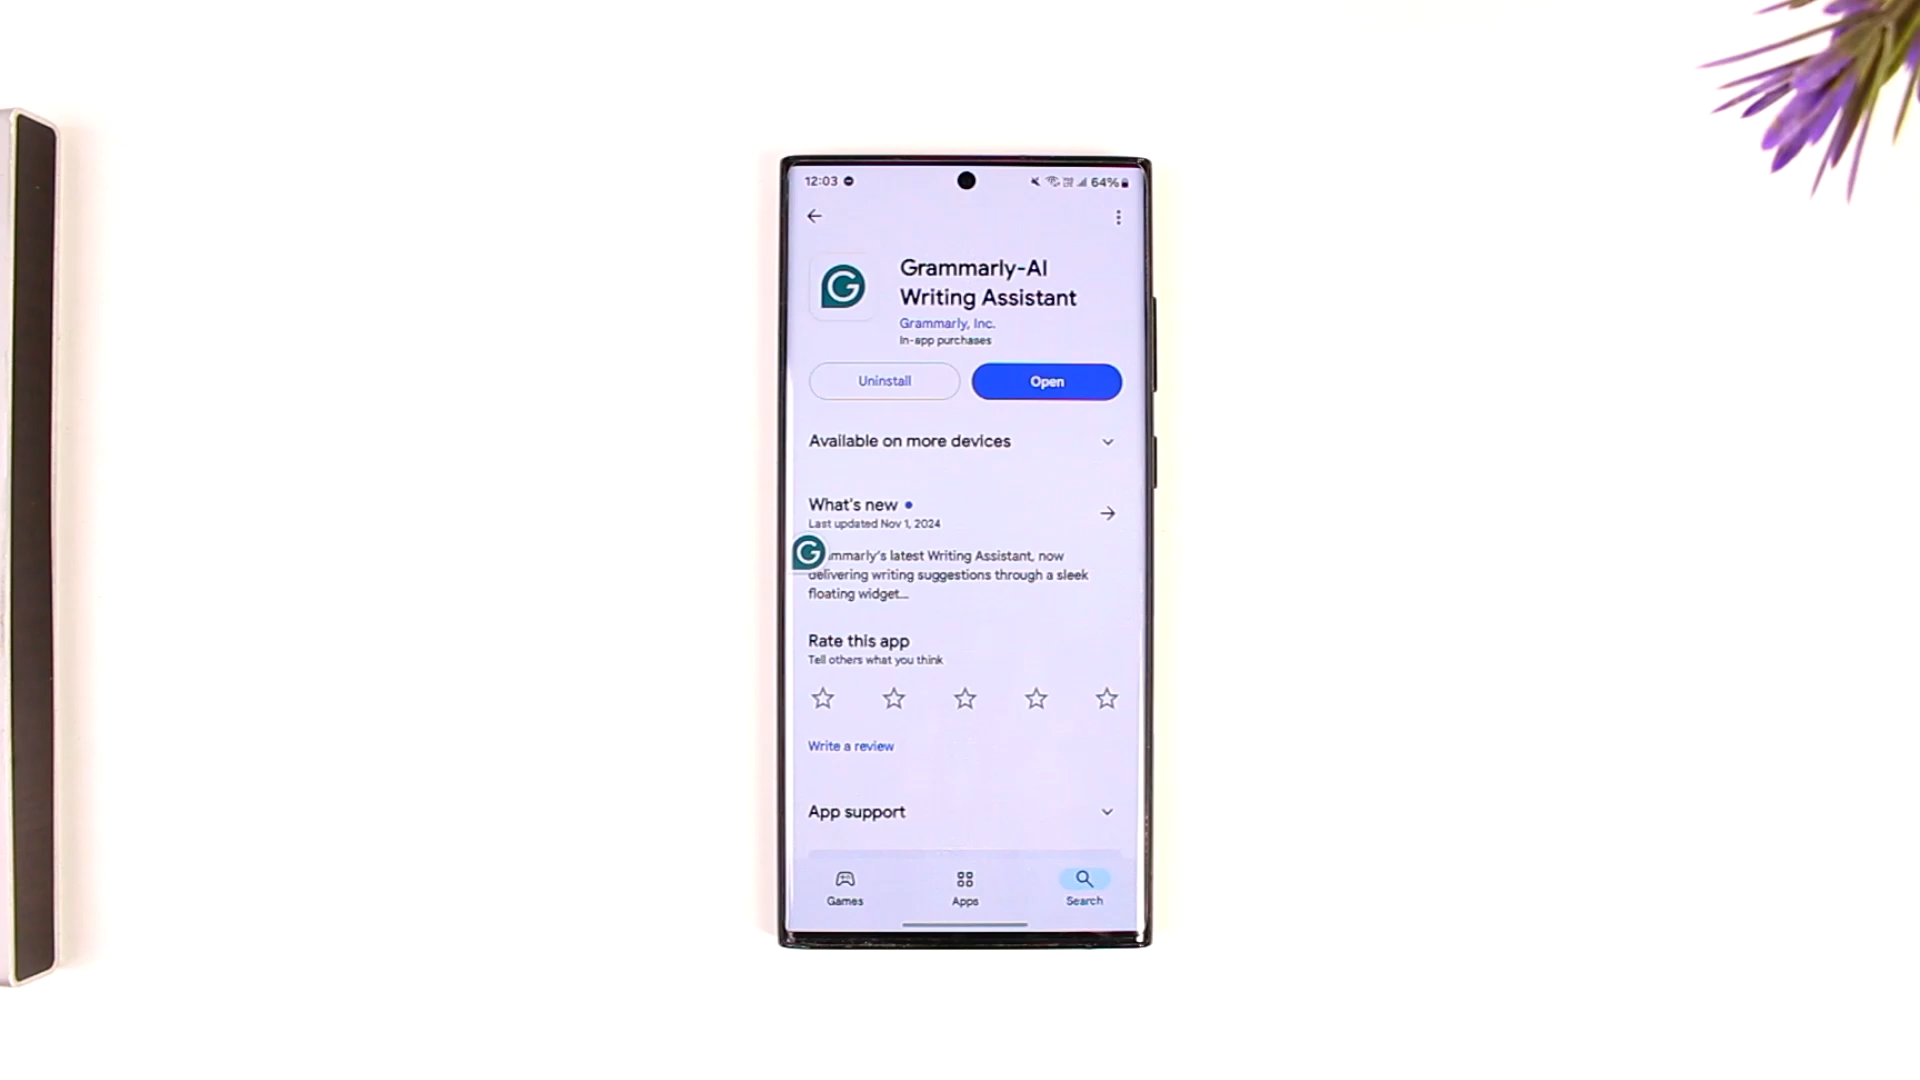 12:03 64%
Grammarly-AI
Writing Assistant
Grammarly, Inc.
In-app purchases
Uninstall Open
Available on more devices
What's new
Last updated Nov 1, 2024
mmarly's latest Writing Assistant, now
delivering writing suggestions through a sleek
floating widget...
Rate this app
Tell others what you think
Write a review
App support
Games Apps Search